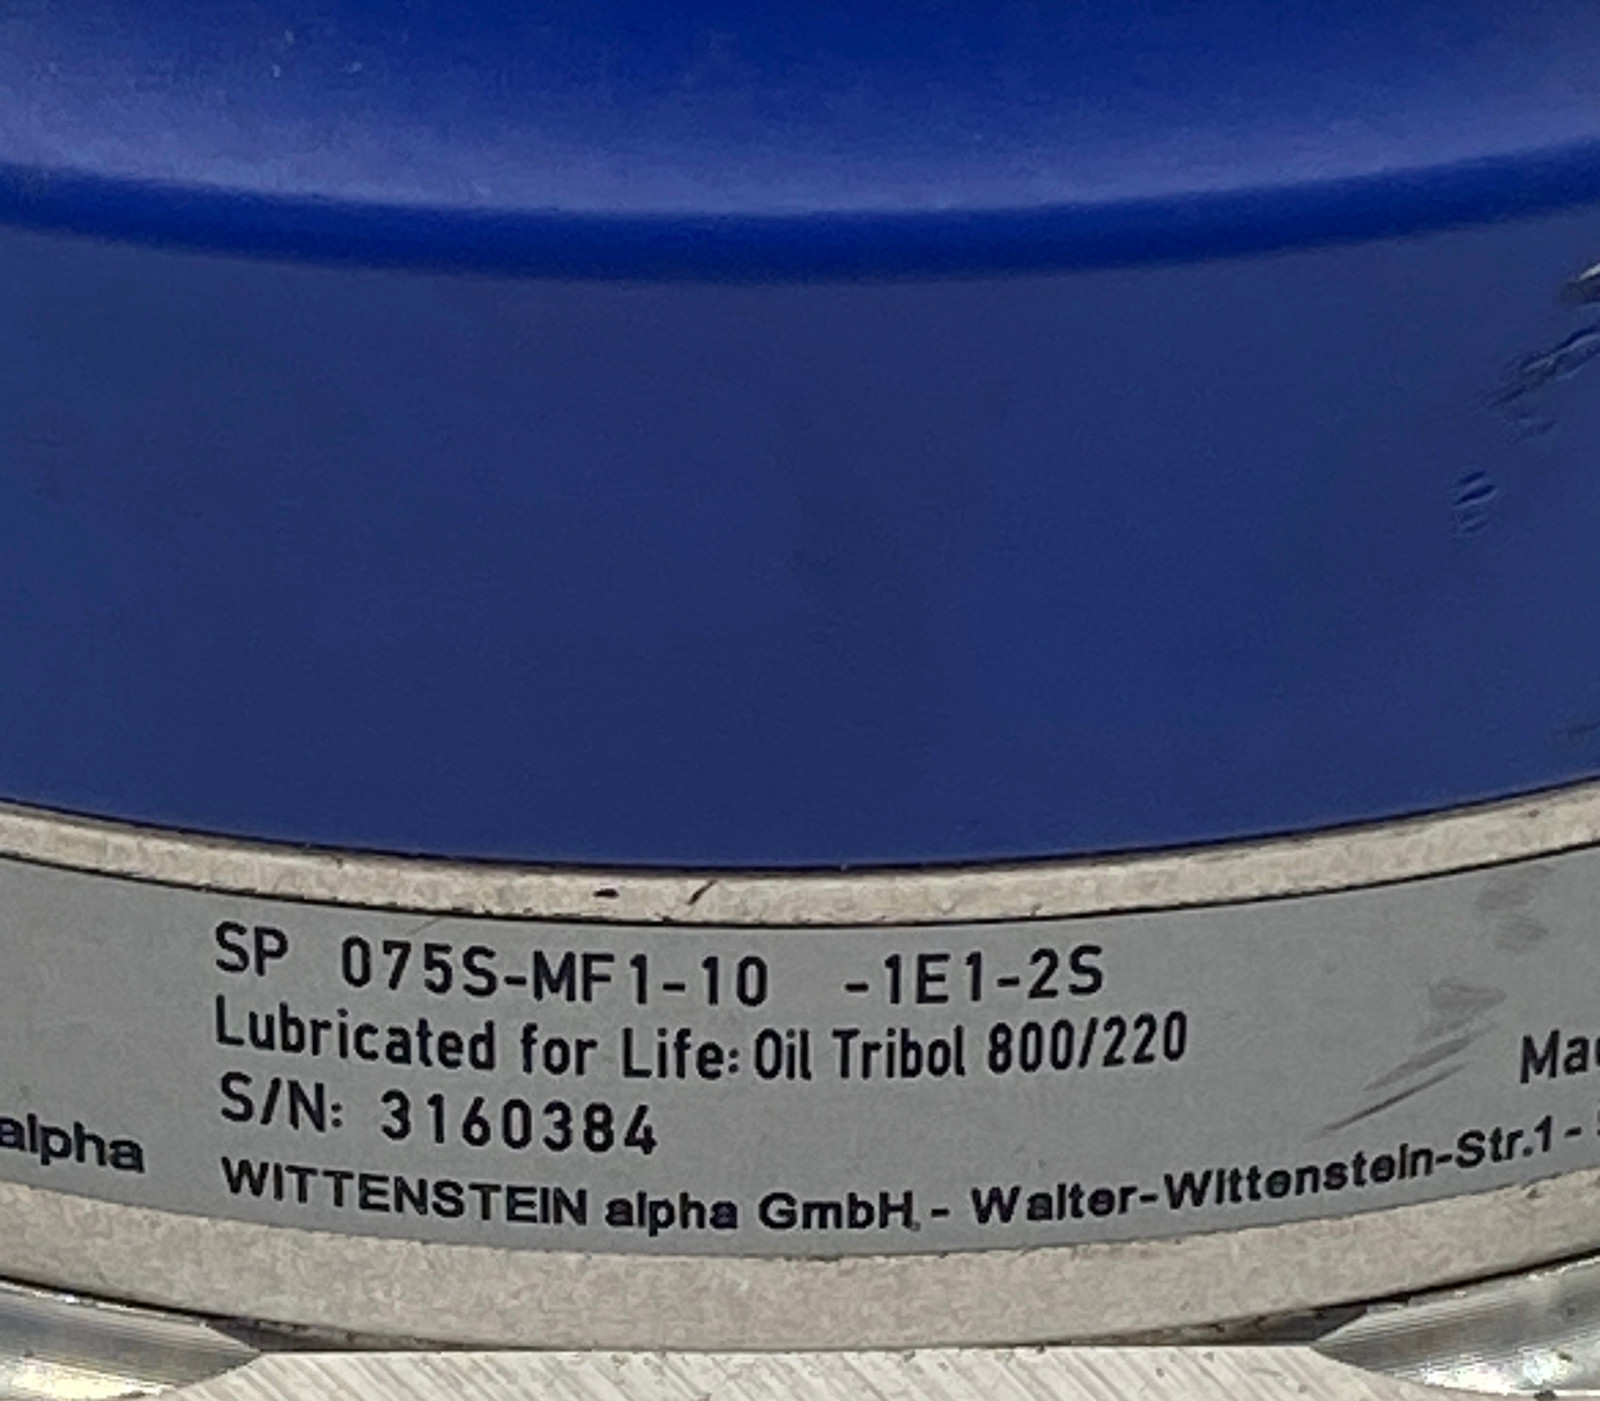 SP 075S-MF1-10 -1E1-2S
Lubricated for Life: Oil Tribol 800/220
S/N: 3160384
alpha
WITTENSTEIN alpha GmbH - Walter-Wittenstein-Str.1 -